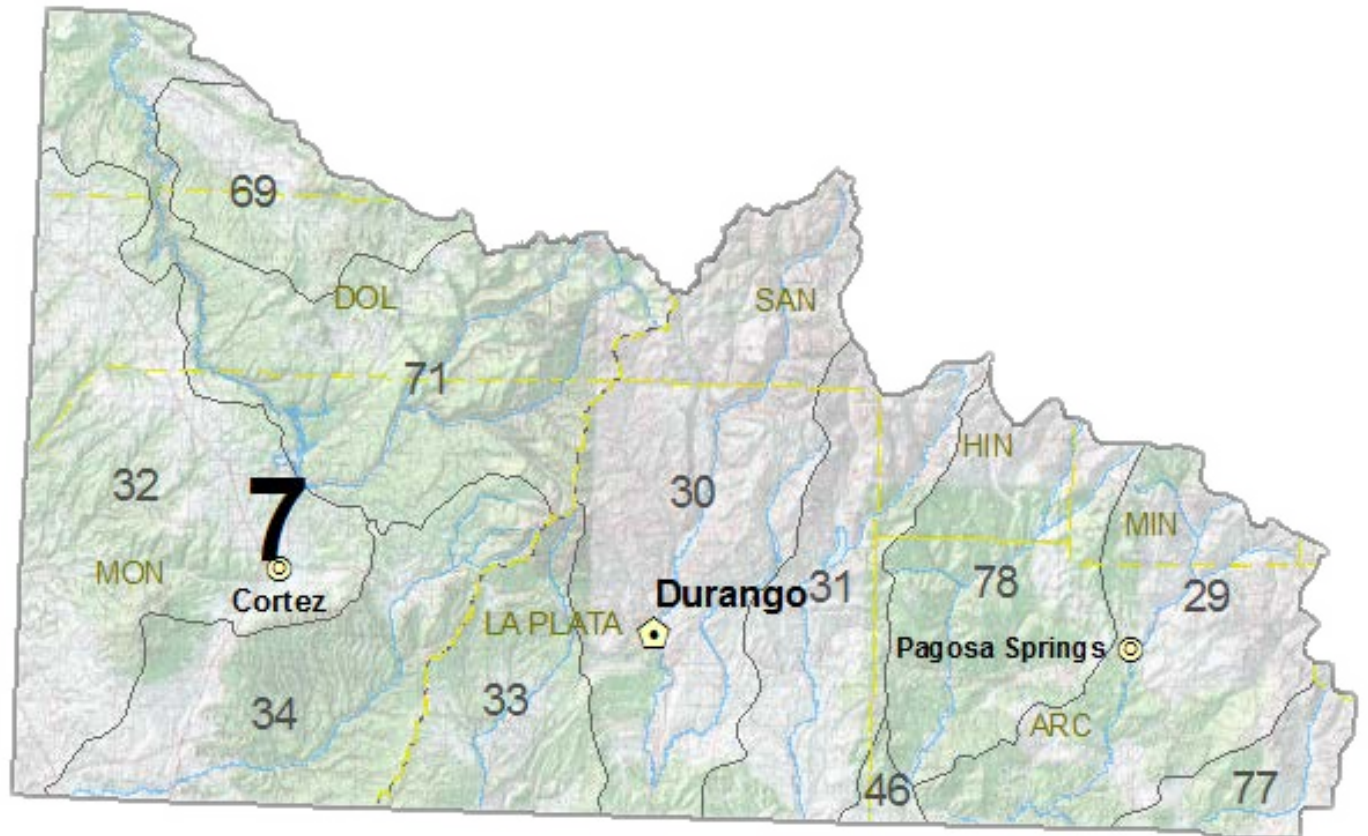 69
DOL
SAN
71
HIN
32
7
30
MIN
MON
Cortez
Durango
31
78
29
LA PLATA
Pagosa Springs
34
33
ARC
46
77